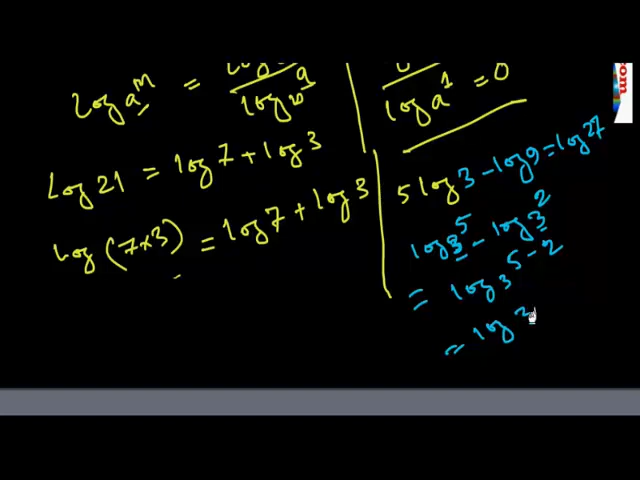 log a^m =
log a^1 = 0
log 21 = log 7 + log 3
log (7×3) = log 7 + log 3
5 log 3 - log 9 = log 27
log 3^5 - log 3^2
= log 3^5-2
= log 3